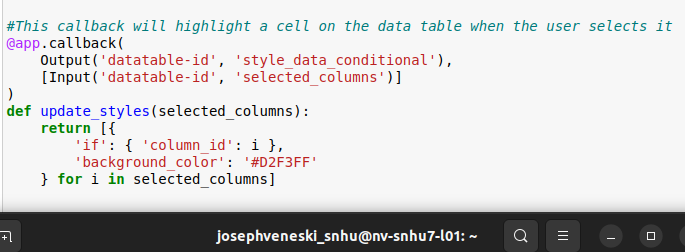 #This callback will highlight a cell on the data table when the user selects it
@app.callback(
    Output('datatable-id', 'style_data_conditional'),
    [Input('datatable-id', 'selected_columns')]
)
def update_styles(selected_columns):
    return [{
        'if': { 'column_id': i },
        'background_color': '#D2F3FF'
    } for i in selected_columns]
josephveneski_snhu@nv-snhu7-l01: ~